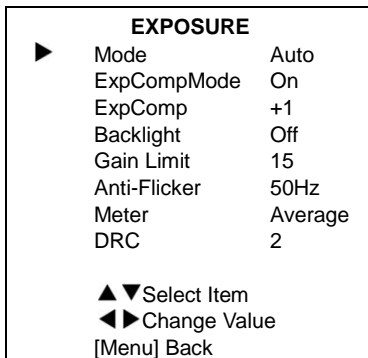 EXPOSURE
▶ Mode Auto
ExpCompMode On
ExpComp +1
Backlight Off
Gain Limit 15
Anti-Flicker 50Hz
Meter Average
DRC 2
▲▼Select Item
◀▶Change Value
[Menu] Back